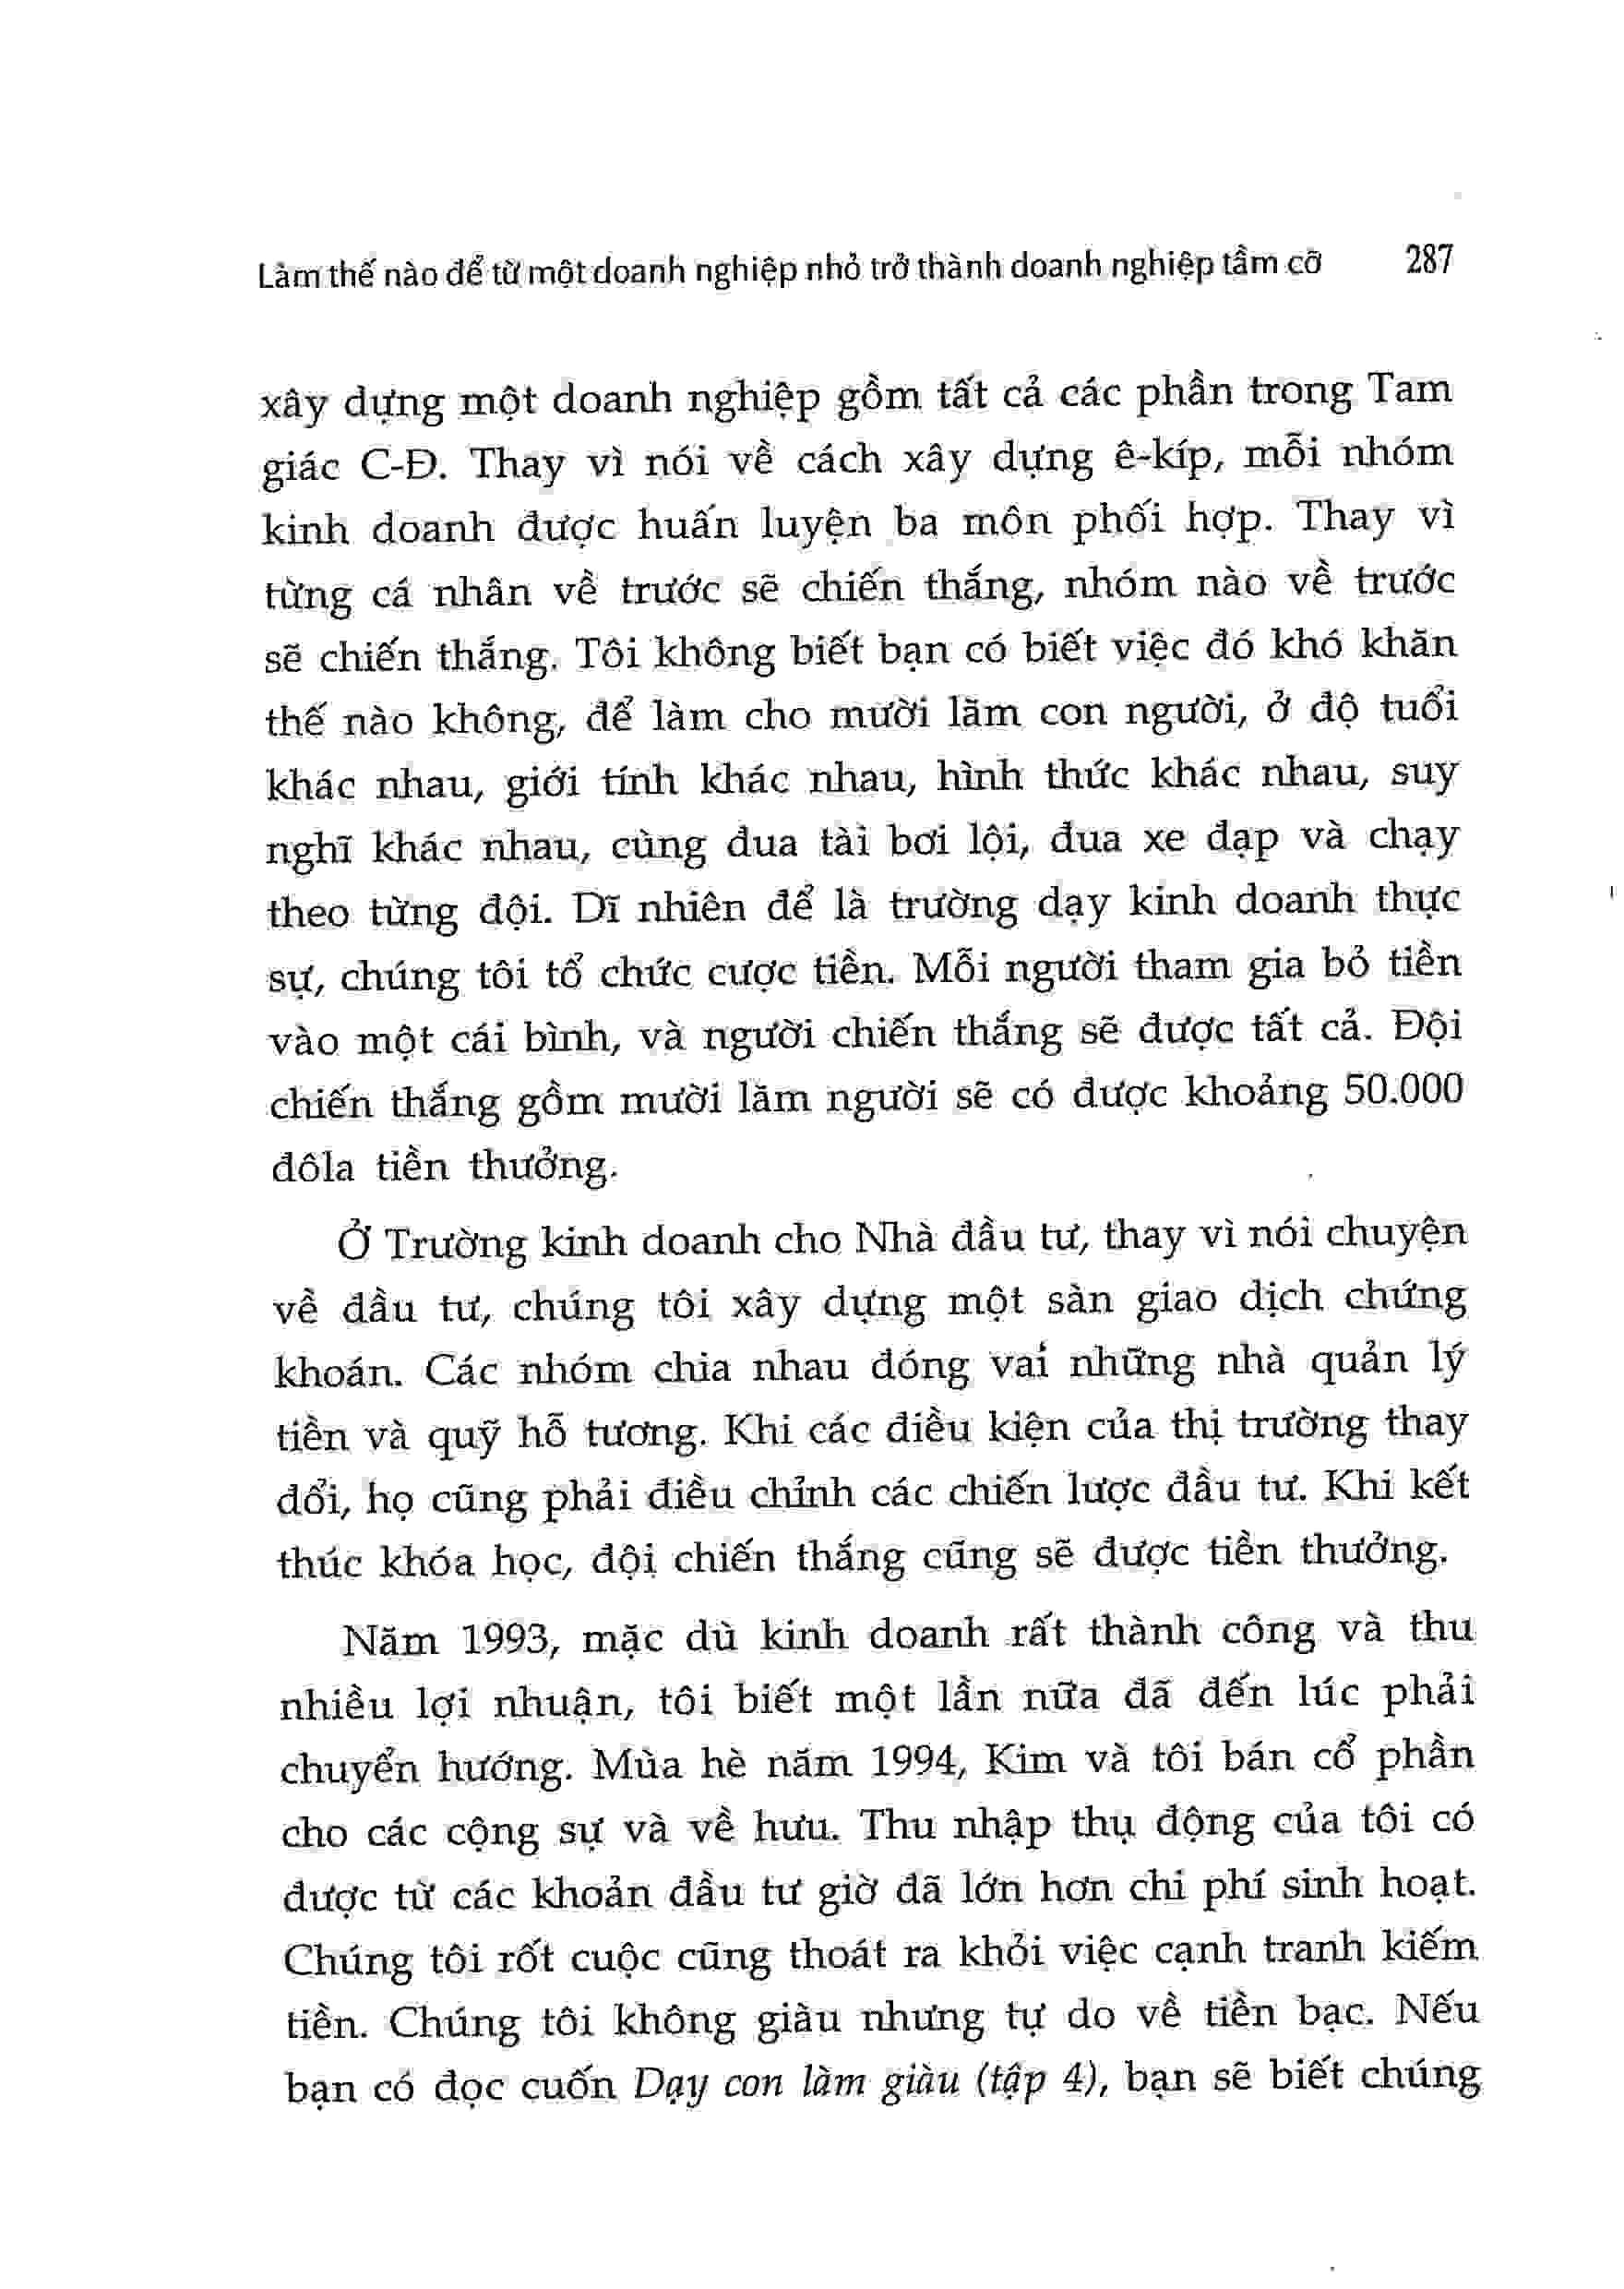 Làm thế nào để từ một doanh nghiệp nhỏ trở thành doanh nghiệp tầm cỡ 287
xây dựng một doanh nghiệp gồm tất cả các phần trong Tam
giác C-Đ. Thay vì nói về cách xây dựng ê-kíp, mỗi nhóm
kinh doanh được huấn luyện ba môn phối hợp. Thay vì
từng cá nhân về trước sẽ chiến thắng, nhóm nào về trước
sẽ chiến thắng. Tôi không biết bạn có biết việc đó khó khăn
thế nào không, để làm cho mười lăm con người, ở độ tuổi
khác nhau, giới tính khác nhau, hình thức khác nhau, suy
nghĩ khác nhau, cùng đua tài bơi lội, đua xe đạp và chạy
theo từng đội. Dĩ nhiên để là trường dạy kinh doanh thực
sự, chúng tôi tổ chức cược tiền. Mỗi người tham gia bỏ tiền
vào một cái bình, và người chiến thắng sẽ được tất cả. Đội
chiến thắng gồm mười lăm người sẽ có được khoảng 50.000
đôla tiền thưởng.
Ở Trường kinh doanh cho Nhà đầu tư, thay vì nói chuyện
về đầu tư, chúng tôi xây dựng một sàn giao dịch chứng
khoán. Các nhóm chia nhau đóng vai những nhà quản lý
tiền và quỹ hỗ tương. Khi các điều kiện của thị trường thay
đổi, họ cũng phải điều chỉnh các chiến lược đầu tư. Khi kết
thúc khóa học, đội chiến thắng cũng sẽ được tiền thưởng.
Năm 1993, mặc dù kinh doanh rất thành công và thu
nhiều lợi nhuận, tôi biết một lần nữa đã đến lúc phải
chuyển hướng. Mùa hè năm 1994, Kim và tôi bán cổ phần
cho các cộng sự và về hưu. Thu nhập thụ động của tôi có
được từ các khoản đầu tư giờ đã lớn hơn chi phí sinh hoạt.
Chúng tôi rốt cuộc cũng thoát ra khỏi việc cạnh tranh kiếm
tiền. Chúng tôi không giàu nhưng tự do về tiền bạc. Nếu
bạn có đọc cuốn Dạy con làm giàu (tập 4), bạn sẽ biết chúng